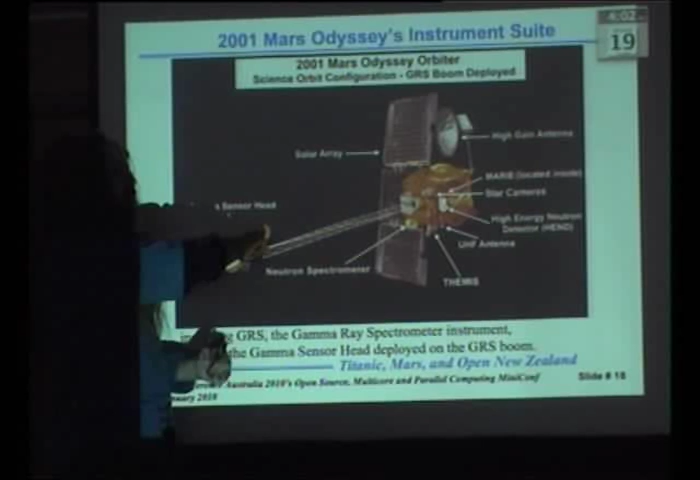 2001 Mars Odyssey's Instrument Suite
4:02
19
2001 Mars Odyssey Orbiter
Science Orbit Configuration - GRS Boom Deployed
High Gain Antenna
Solar Array
MARIE (located inside)
Star Cameras
Sensor Head
High Energy Neutron
Detector (HEND)
UHF Antenna
Neutron Spectrometer
THEMIS
GRS, the Gamma Ray Spectrometer instrument,
the Gamma Sensor Head deployed on the GRS boom.
Titanic, Mars, and Open New Zealand
Australia 2010's Open Source, Multicore and Parallel Computing MiniConf
Slide # 18
2010